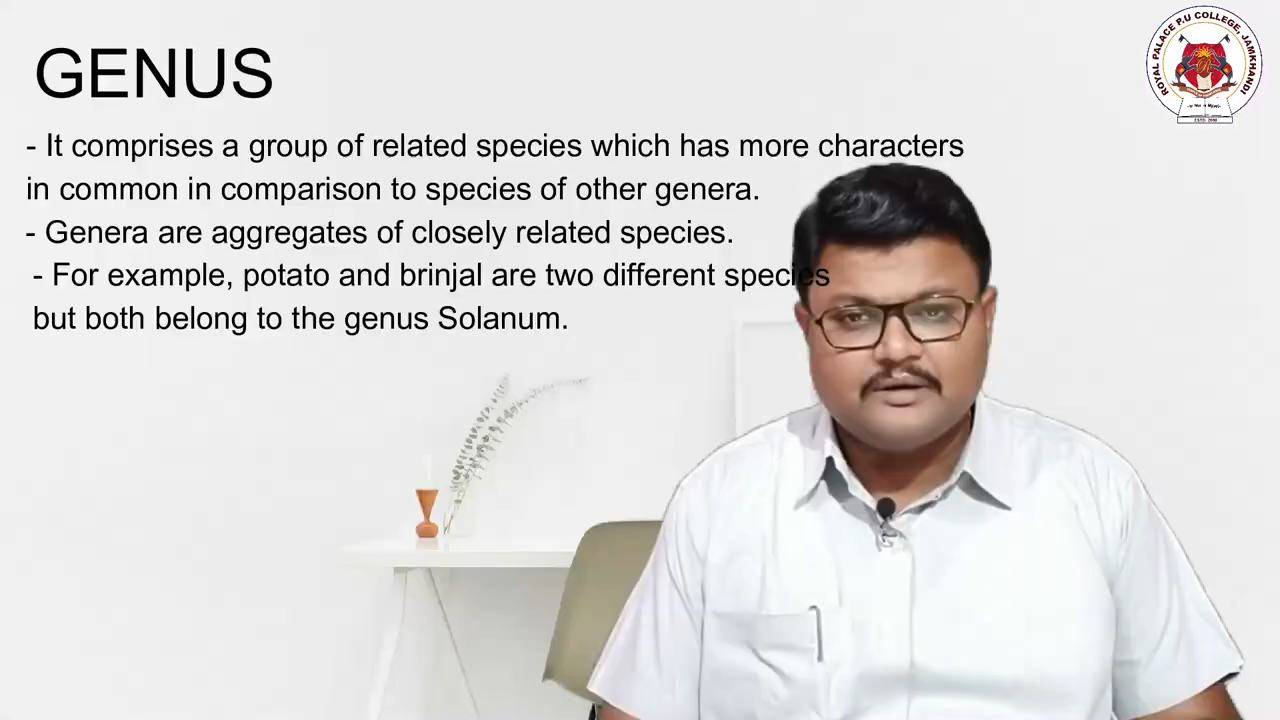 GENUS
- It comprises a group of related species which has more characters
in common in comparison to species of other genera.
- Genera are aggregates of closely related species.
- For example, potato and brinjal are two different species
but both belong to the genus Solanum.
ROYAL PALACE P.U COLLEGE, JAMKHANDI